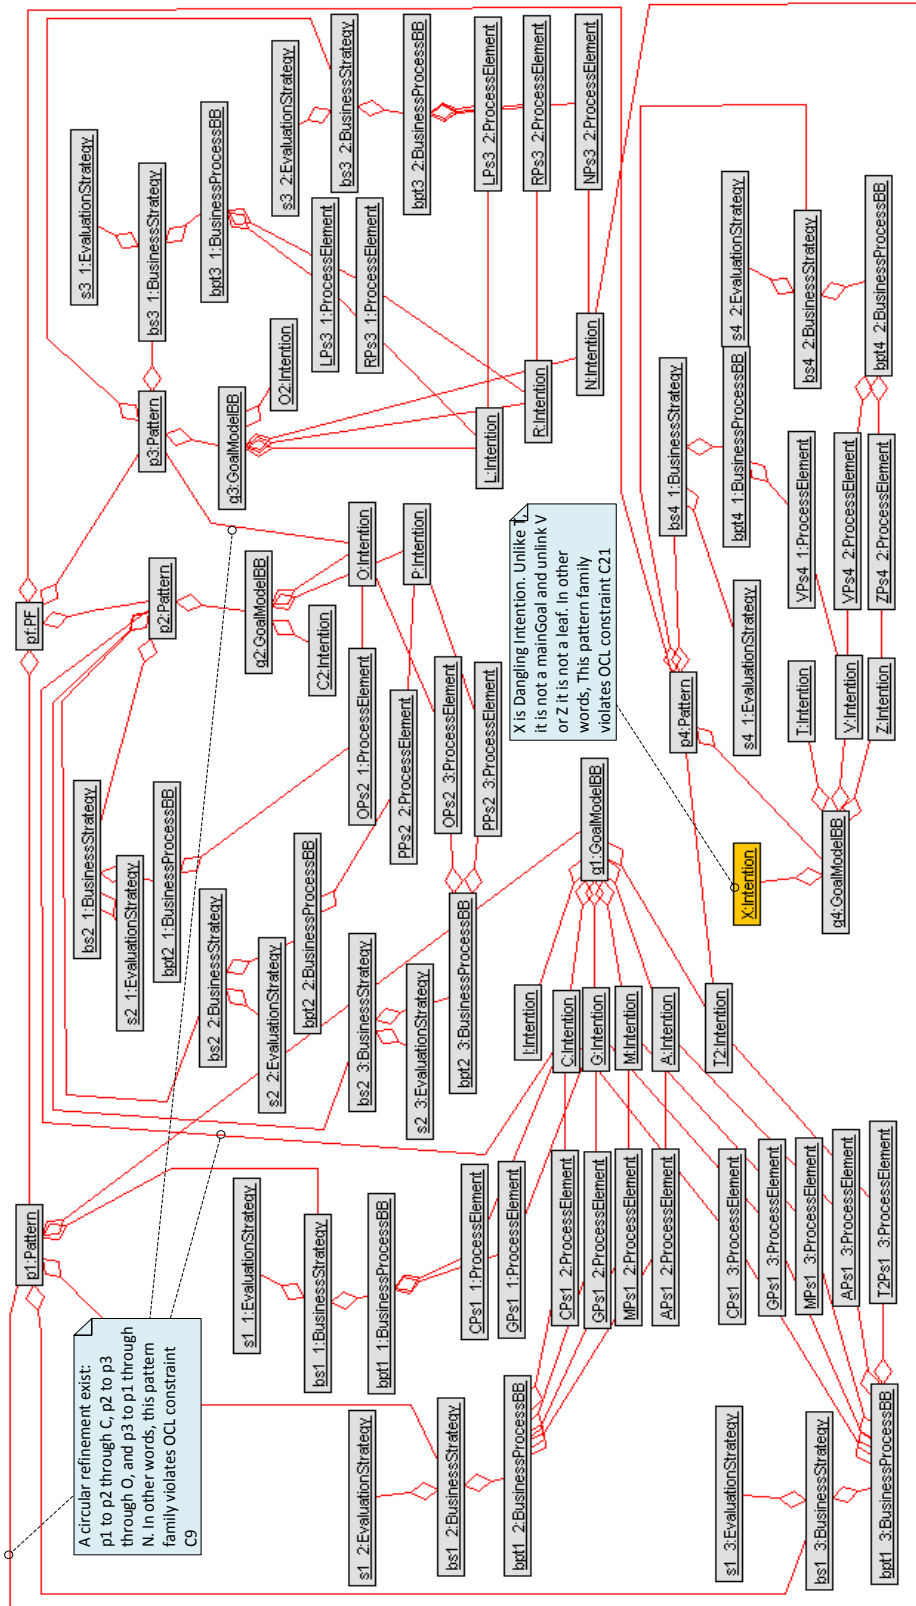 s3_1:EvaluationStrategy
bs3_1:BusinessStrategy
bpt3_1:BusinessProcessBB
s3_2:EvaluationStrategy
bs3_2:BusinessStrategy
bpt3_2:BusinessProcessBB
LPs3_2:ProcessElement
RPs3_2:ProcessElement
NPs3_2:ProcessElement
LPs3_1:ProcessElement
RPs3_1:ProcessElement
p3:Pattern
g3:GoalModelBB
O2:Intention
L:Intention
R:Intention
N:Intention
pf:PF
p2:Pattern
g2:GoalModelBB
C2:Intention
O:Intention
P:Intention
bs2_1:BusinessStrategy
s2_1:EvaluationStrategy
bpt2_1:BusinessProcessBB
OPs2_1:ProcessElement
PPs2_2:ProcessElement
OPs2_3:ProcessElement
PPs2_3:ProcessElement
bs2_2:BusinessStrategy
s2_2:EvaluationStrategy
bpt2_2:BusinessProcessBB
bs2_3:BusinessStrategy
s2_3:EvaluationStrategy
bpt2_3:BusinessProcessBB
X is Dangling Intention. Unlike T,
it is not a mainGoal and unlink V
or Z it is not a leaf. In other
words, This pattern family
violates OCL constraint C21
s4_2:EvaluationStrategy
bs4_2:BusinessStrategy
bpt4_2:BusinessProcessBB
bs4_1:BusinessStrategy
bpt4_1:BusinessProcessBB
VPs4_1:ProcessElement
VPs4_2:ProcessElement
ZPs4_2:ProcessElement
p4:Pattern
s4_1:EvaluationStrategy
T:Intention
V:Intention
Z:Intention
X:Intention
g4:GoalModelBB
g1:GoalModelBB
I:Intention
C:Intention
G:Intention
M:Intention
A:Intention
T2:Intention
p1:Pattern
s1_1:EvaluationStrategy
bs1_1:BusinessStrategy
bpt1_1:BusinessProcessBB
CPs1_1:ProcessElement
GPs1_1:ProcessElement
CPs1_2:ProcessElement
GPs1_2:ProcessElement
MPs1_2:ProcessElement
APs1_2:ProcessElement
CPs1_3:ProcessElement
GPs1_3:ProcessElement
MPs1_3:ProcessElement
APs1_3:ProcessElement
T2Ps1_3:ProcessElement
A circular refinement exist:
p1 to p2 through C, p2 to p3
through O, and p3 to p1 through
N. In other words, this pattern
family violates OCL constraint
C9
s1_2:EvaluationStrategy
bs1_2:BusinessStrategy
bpt1_2:BusinessProcessBB
s1_3:EvaluationStrategy
bs1_3:BusinessStrategy
bpt1_3:BusinessProcessBB